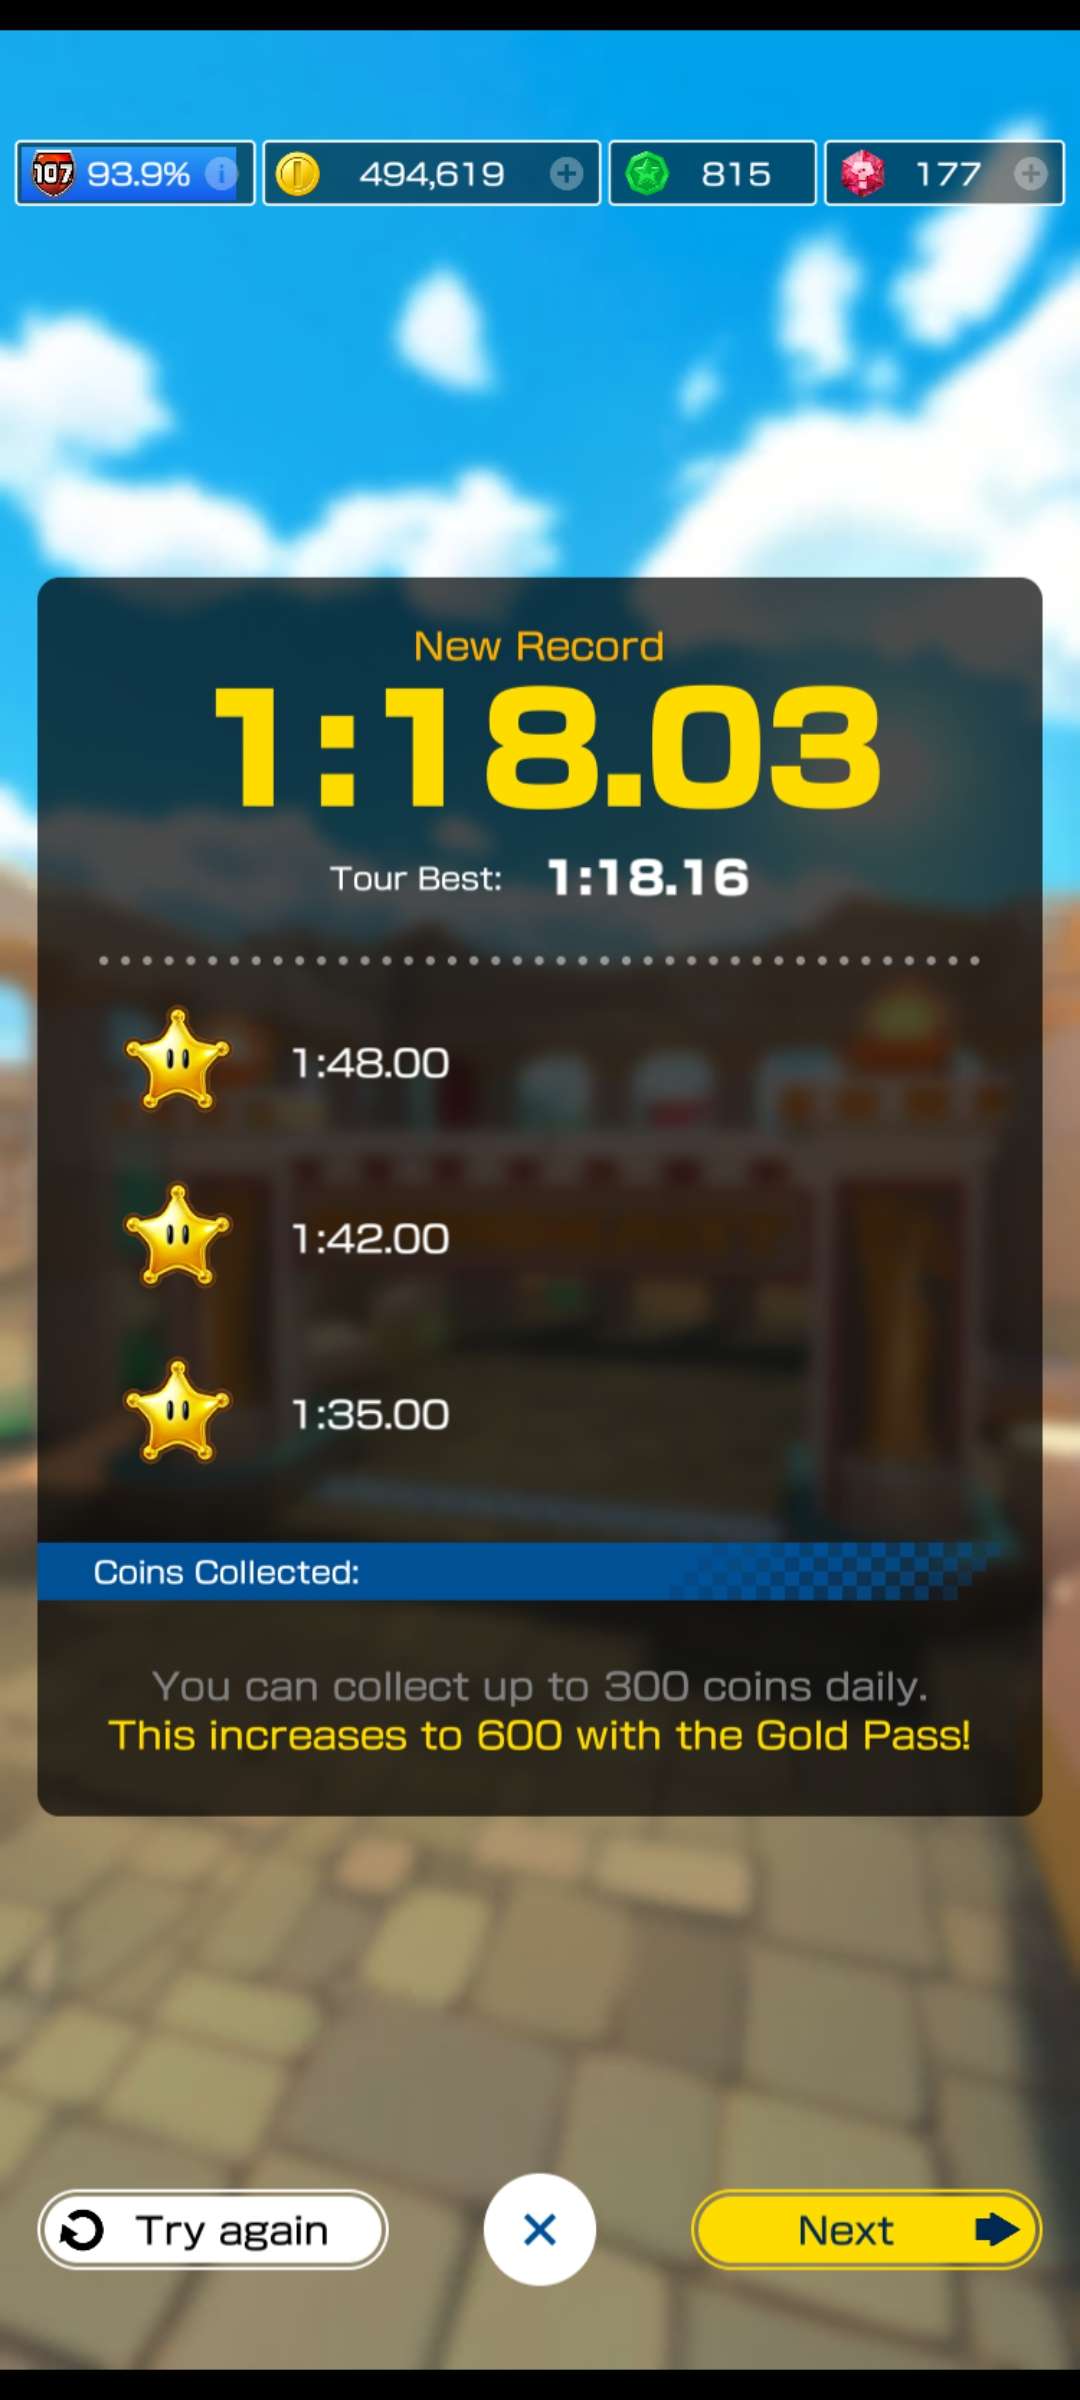 107 93.9% i 494,619 + 815 ? 177 +
New Record
1:18.03
Tour Best: 1:18.16
1:48.00
1:42.00
1:35.00
Coins Collected:
You can collect up to 300 coins daily.
This increases to 600 with the Gold Pass!
Try again × Next